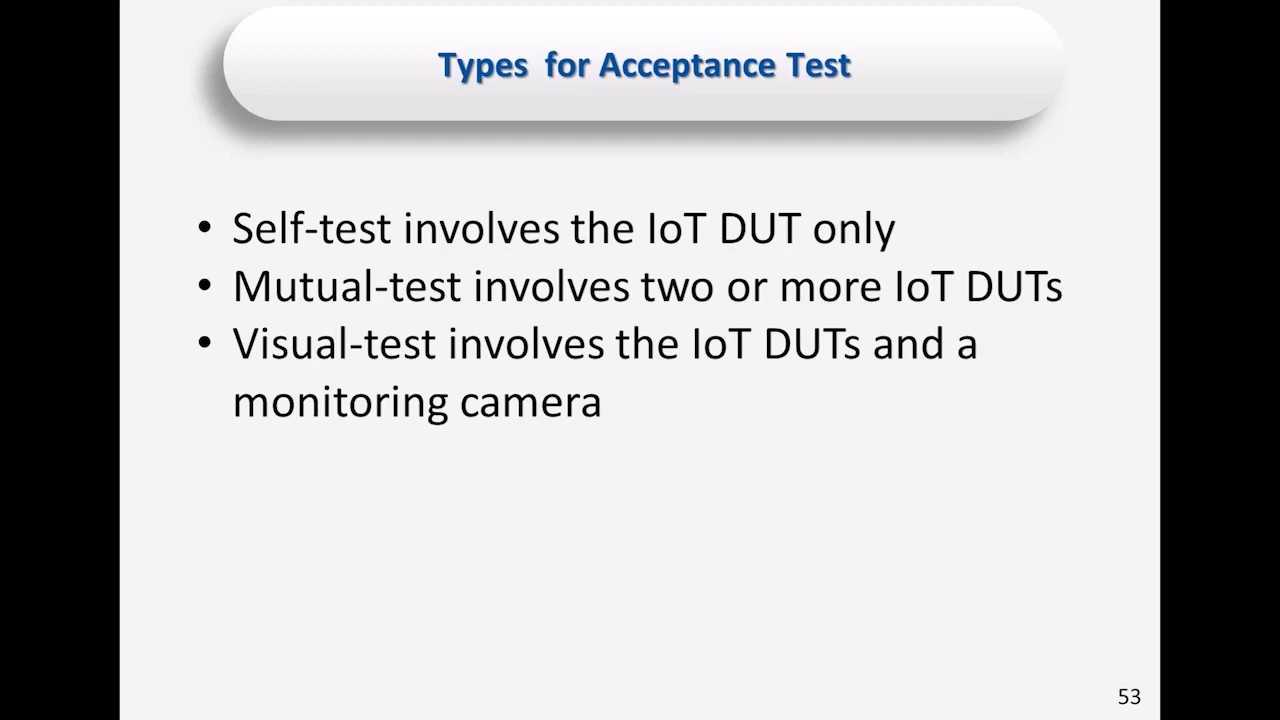 Types for Acceptance Test
• Self-test involves the IoT DUT only
• Mutual-test involves two or more IoT DUTs
• Visual-test involves the IoT DUTs and a
monitoring camera
53